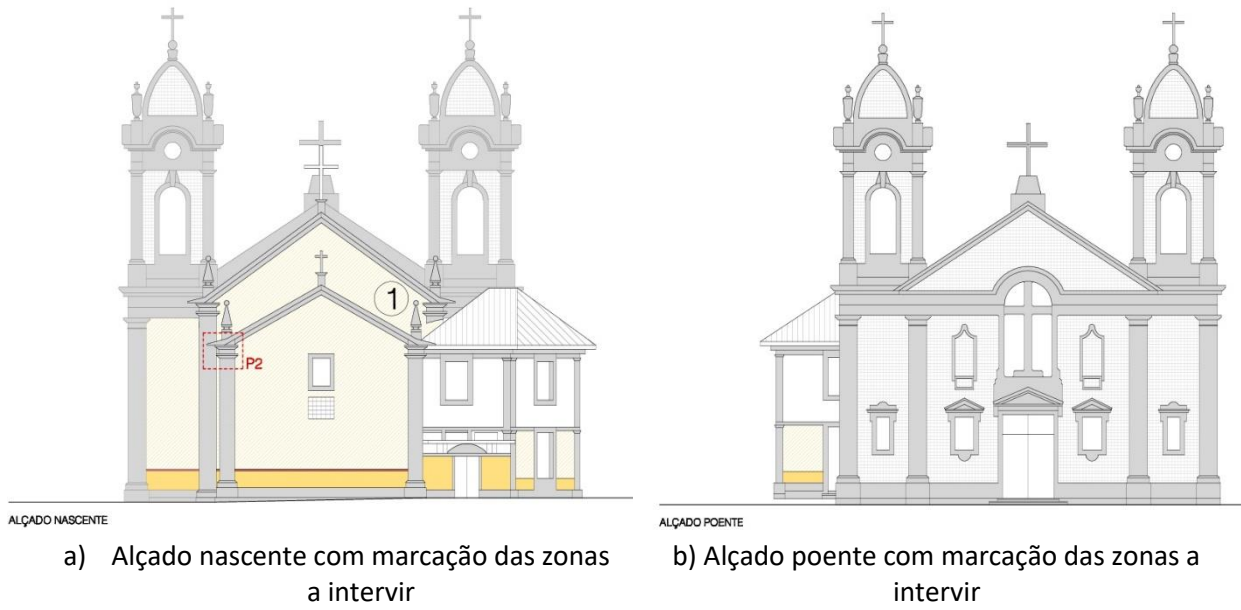 1
P2
ALÇADO NASCENTE
a) Alçado nascente com marcação das zonas
a intervir
ALÇADO POENTE
b) Alçado poente com marcação das zonas a
intervir